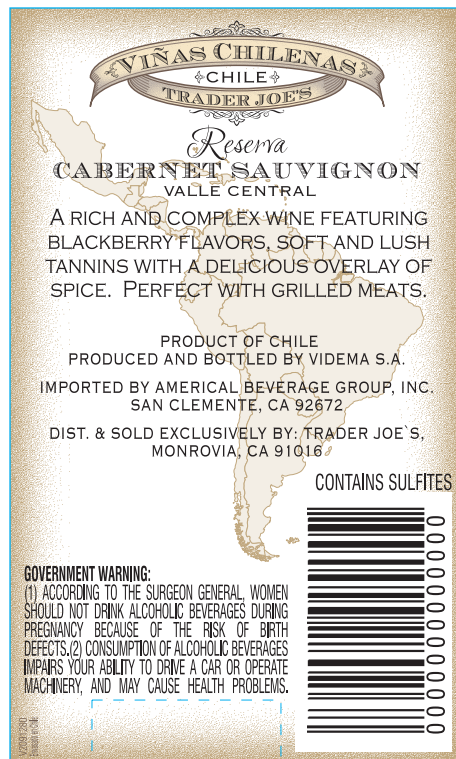 VIÑAS CHILENAS
CHILE
TRADER JOE'S
Reserva
CABERNET SAUVIGNON
VALLE CENTRAL
A RICH AND COMPLEX WINE FEATURING
BLACKBERRY FLAVORS, SOFT AND LUSH
TANNINS WITH A DELICIOUS OVERLAY OF
SPICE. PERFECT WITH GRILLED MEATS.
PRODUCT OF CHILE
PRODUCED AND BOTTLED BY VIDEMA S.A.
IMPORTED BY AMERICAL BEVERAGE GROUP, INC.
SAN CLEMENTE, CA 92672
DIST. & SOLD EXCLUSIVELY BY: TRADER JOE`S,
MONROVIA, CA 91016
CONTAINS SULFITES
GOVERNMENT WARNING:
(1) ACCORDING TO THE SURGEON GENERAL, WOMEN
SHOULD NOT DRINK ALCOHOLIC BEVERAGES DURING
PREGNANCY BECAUSE OF THE RISK OF BIRTH
DEFECTS.(2) CONSUMPTION OF ALCOHOLIC BEVERAGES
IMPAIRS YOUR ABILITY TO DRIVE A CAR OR OPERATE
MACHINERY, AND MAY CAUSE HEALTH PROBLEMS.
0 00000 00000 0